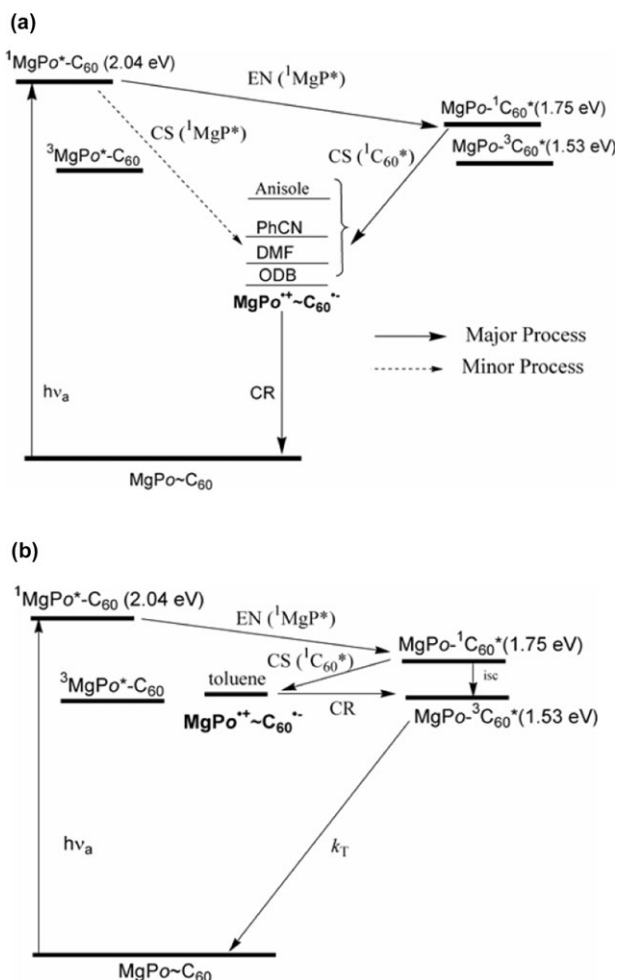 (a)
¹MgPo*-C₆₀ (2.04 eV)
EN (¹MgP*)
MgPo-¹C₆₀*(1.75 eV)
CS (¹MgP*)
CS (¹C₆₀*)
³MgPo*-C₆₀
MgPo-³C₆₀*(1.53 eV)
Anisole
PhCN
DMF
ODB
MgPo•+~C₆₀•-
Major Process
Minor Process
hνₐ
CR
MgPo~C₆₀
(b)
¹MgPo*-C₆₀ (2.04 eV)
EN (¹MgP*)
MgPo-¹C₆₀*(1.75 eV)
CS (¹C₆₀*)
³MgPo*-C₆₀
toluene
isc
MgPo•+~C₆₀•-
CR
MgPo-³C₆₀*(1.53 eV)
hνₐ
k_T
MgPo~C₆₀